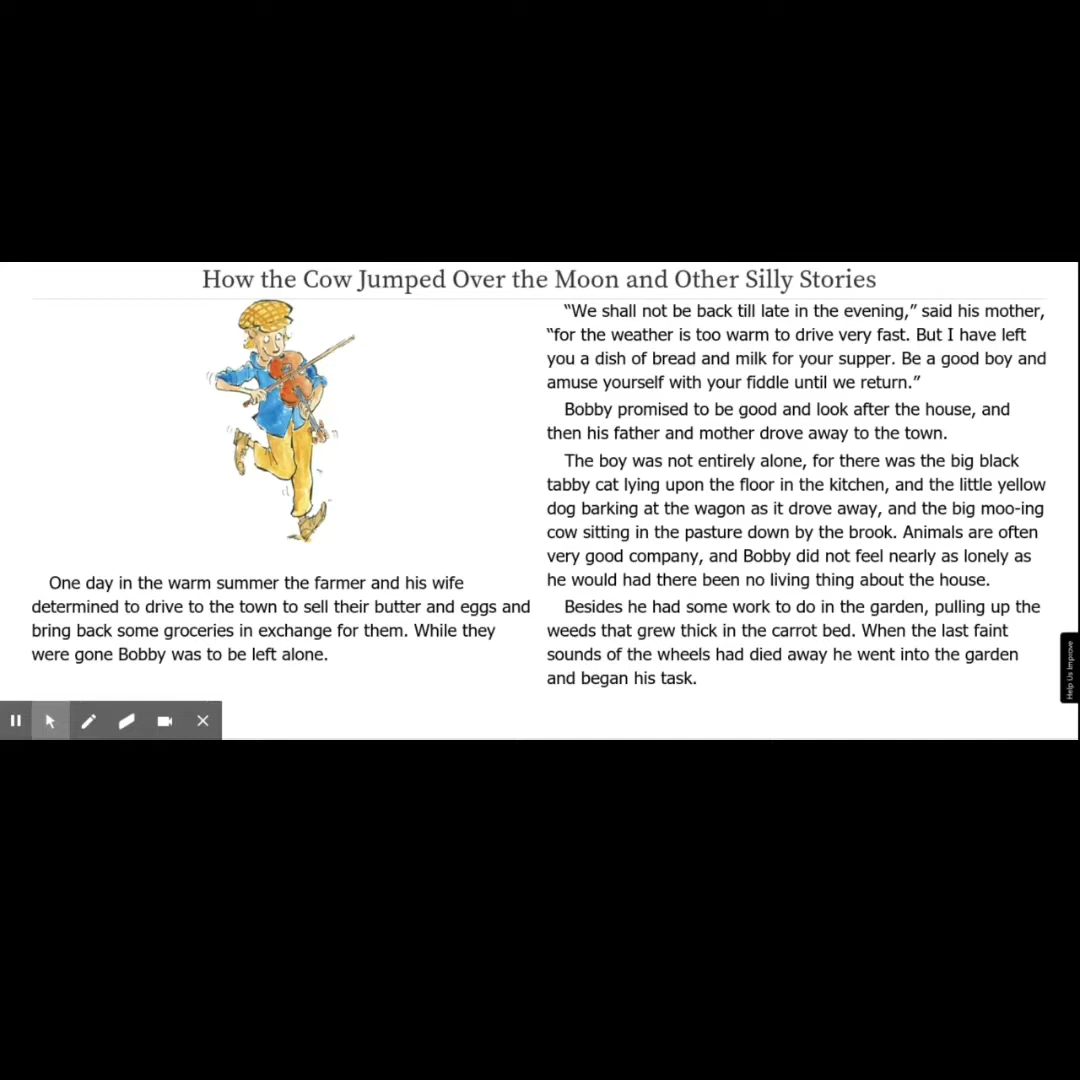 How the Cow Jumped Over the Moon and Other Silly Stories
One day in the warm summer the farmer and his wife
determined to drive to the town to sell their butter and eggs and
bring back some groceries in exchange for them. While they
were gone Bobby was to be left alone.
“We shall not be back till late in the evening,” said his mother,
“for the weather is too warm to drive very fast. But I have left
you a dish of bread and milk for your supper. Be a good boy and
amuse yourself with your fiddle until we return.”
Bobby promised to be good and look after the house, and
then his father and mother drove away to the town.
The boy was not entirely alone, for there was the big black
tabby cat lying upon the floor in the kitchen, and the little yellow
dog barking at the wagon as it drove away, and the big moo-ing
cow sitting in the pasture down by the brook. Animals are often
very good company, and Bobby did not feel nearly as lonely as
he would had there been no living thing about the house.
Besides he had some work to do in the garden, pulling up the
weeds that grew thick in the carrot bed. When the last faint
sounds of the wheels had died away he went into the garden
and began his task.
Help Us Improve